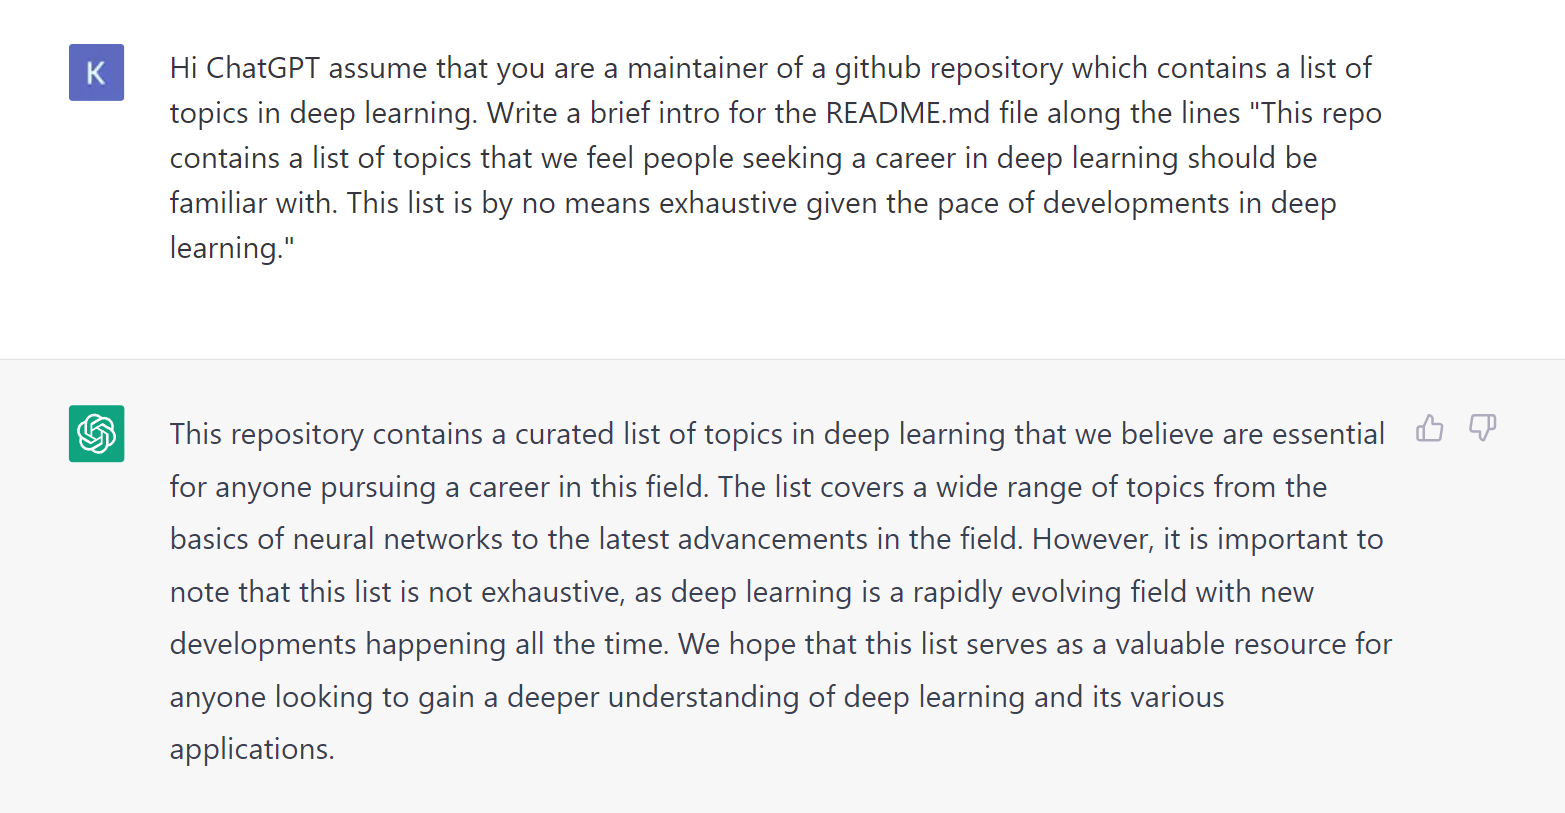 K
Hi ChatGPT assume that you are a maintainer of a github repository which contains a list of
topics in deep learning. Write a brief intro for the README.md file along the lines "This repo
contains a list of topics that we feel people seeking a career in deep learning should be
familiar with. This list is by no means exhaustive given the pace of developments in deep
learning."
This repository contains a curated list of topics in deep learning that we believe are essential
for anyone pursuing a career in this field. The list covers a wide range of topics from the
basics of neural networks to the latest advancements in the field. However, it is important to
note that this list is not exhaustive, as deep learning is a rapidly evolving field with new
developments happening all the time. We hope that this list serves as a valuable resource for
anyone looking to gain a deeper understanding of deep learning and its various
applications.